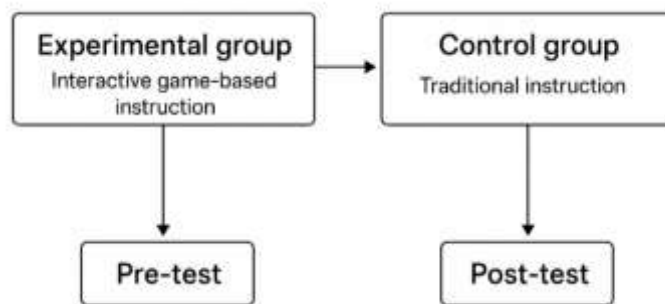 Experimental group
Interactive game-based
instruction
Control group
Traditional instruction
Pre-test
Post-test